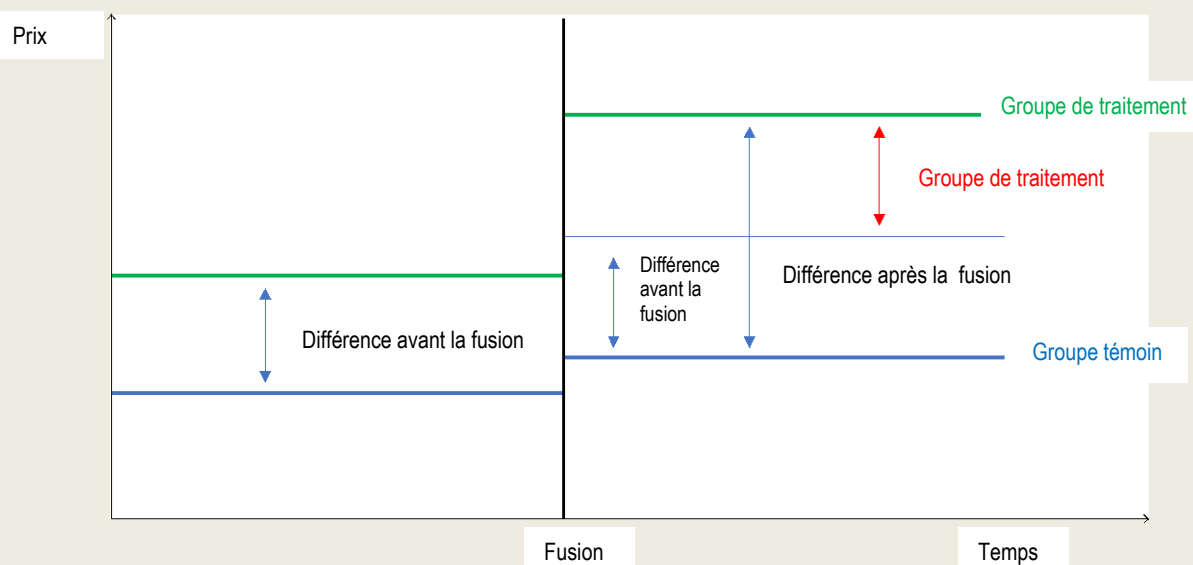 Prix
Groupe de traitement
Groupe de traitement
Différence
avant la
fusion
Différence après la fusion
Différence avant la fusion
Groupe témoin
Fusion
Temps